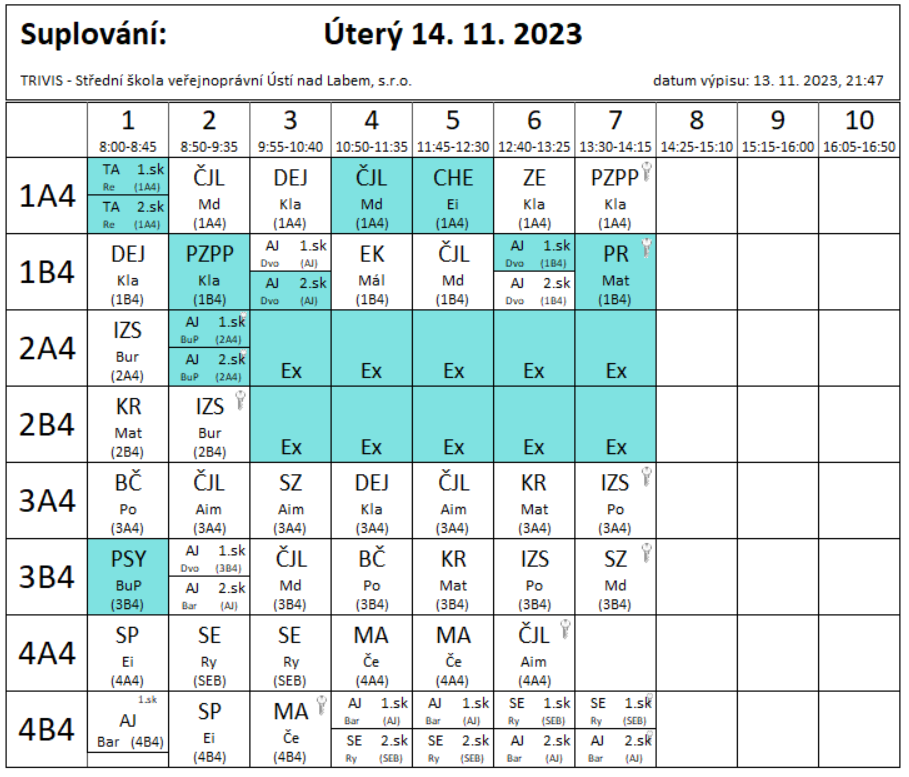 Suplování: Úterý 14. 11. 2023
TRIVIS - Střední škola veřejnoprávní Ústí nad Labem, s.r.o. datum výpisu: 13. 11. 2023, 21:47
1 2 3 4 5 6 7 8 9 10
8:00-8:45 8:50-9:35 9:55-10:40 10:50-11:35 11:45-12:30 12:40-13:25 13:30-14:15 14:25-15:10 15:15-16:00 16:05-16:50
1A4
TA 1.sk
Re (1A4)
TA 2.sk
Re (1A4)
ČJL
Md
(1A4)
DEJ
Kla
(1A4)
ČJL
Md
(1A4)
CHE
Ei
(1A4)
ZE
Kla
(1A4)
PZPP
Kla
(1A4)
1B4
DEJ
Kla
(1B4)
PZPP
Kla
(1B4)
AJ 1.sk
Dvo (AJ)
AJ 2.sk
Dvo (AJ)
EK
Mál
(1B4)
ČJL
Md
(1B4)
AJ 1.sk
Dvo (1B4)
AJ 2.sk
Dvo (1B4)
PR
Mat
(1B4)
2A4
IZS
Bur
(2A4)
AJ 1.sk
BuP (2A4)
AJ 2.sk
BuP (2A4)
Ex
Ex
Ex
Ex
Ex
2B4
KR
Mat
(2B4)
IZS
Bur
(2B4)
Ex
Ex
Ex
Ex
Ex
3A4
BČ
Po
(3A4)
ČJL
Aim
(3A4)
SZ
Aim
(3A4)
DEJ
Kla
(3A4)
ČJL
Aim
(3A4)
KR
Mat
(3A4)
IZS
Po
(3A4)
3B4
PSY
BuP
(3B4)
AJ 1.sk
Dvo (3B4)
AJ 2.sk
Bar (AJ)
ČJL
Md
(3B4)
BČ
Po
(3B4)
KR
Mat
(3B4)
IZS
Po
(3B4)
SZ
Md
(3B4)
4A4
SP
Ei
(4A4)
SE
Ry
(SEB)
SE
Ry
(SEB)
MA
Če
(4A4)
MA
Če
(4A4)
ČJL
Aim
(4A4)
4B4
1.sk
AJ
Bar (4B4)
SP
Ei
(4B4)
MA
Če
(4B4)
AJ 1.sk
Bar (AJ)
SE 2.sk
Ry (SEB)
AJ 1.sk
Bar (AJ)
SE 2.sk
Ry (SEB)
SE 1.sk
Ry (SEB)
AJ 2.sk
Bar (AJ)
SE 1.sk
Ry (SEB)
AJ 2.sk
Bar (AJ)